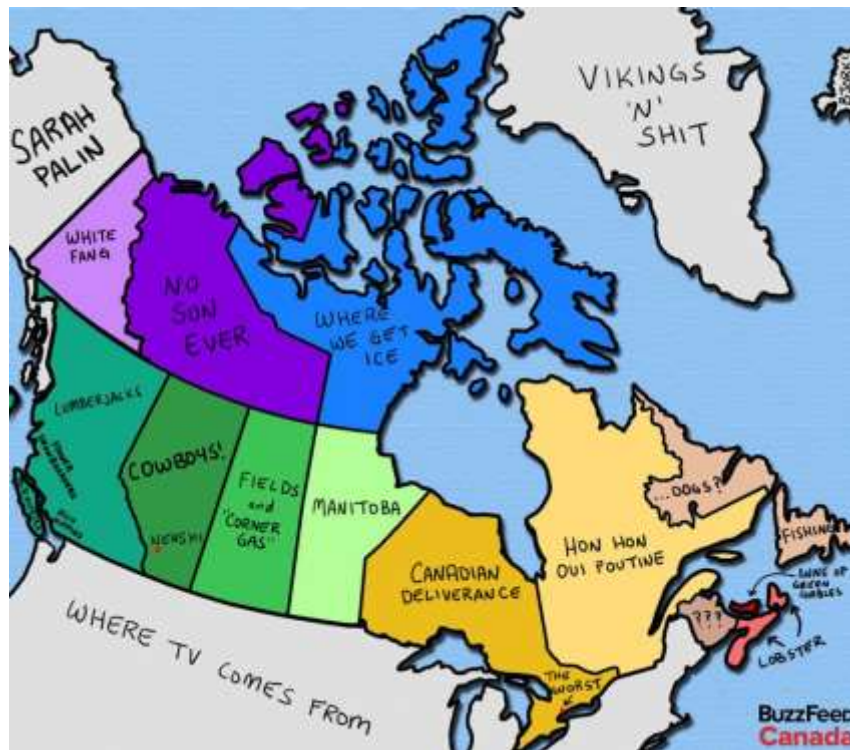 SARAH
PALIN
VIKINGS
'N'
SHIT
BJORK!
WHITE
FANG
NO
SON
EVER
WHERE
WE GET
ICE
LUMBERJACKS
COWBOYS!
NENSHI
FIELDS
and
"CORNER
GAS"
MANITOBA
CANADIAN
DELIVERANCE
THE
WORST
HON HON
OUI POUTINE
...DOGS?
FISHING
ANNE OF
GREEN
GABLES
???
LOBSTER
WHERE TV COMES FROM
BuzzFeed
Canada